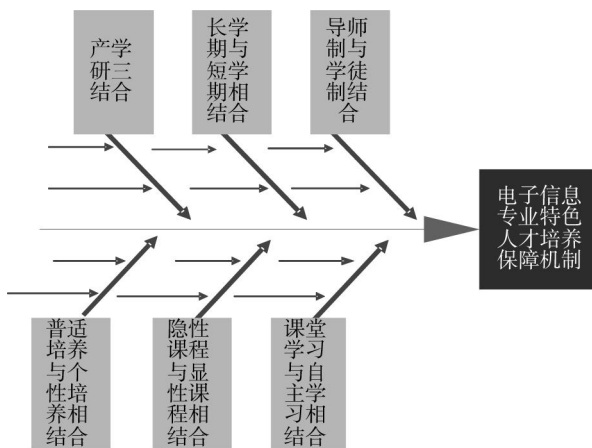 产学
研三
结合
长学
期与
短学
期相
结合
导师
制与
学徒
制结
合
电子信息
专业特色
人才培养
保障机制
普适
培养
与个
性培
养相
结合
隐性
课程
与显
性课
程相
结合
课堂
学习
与自
主学
习相
结合